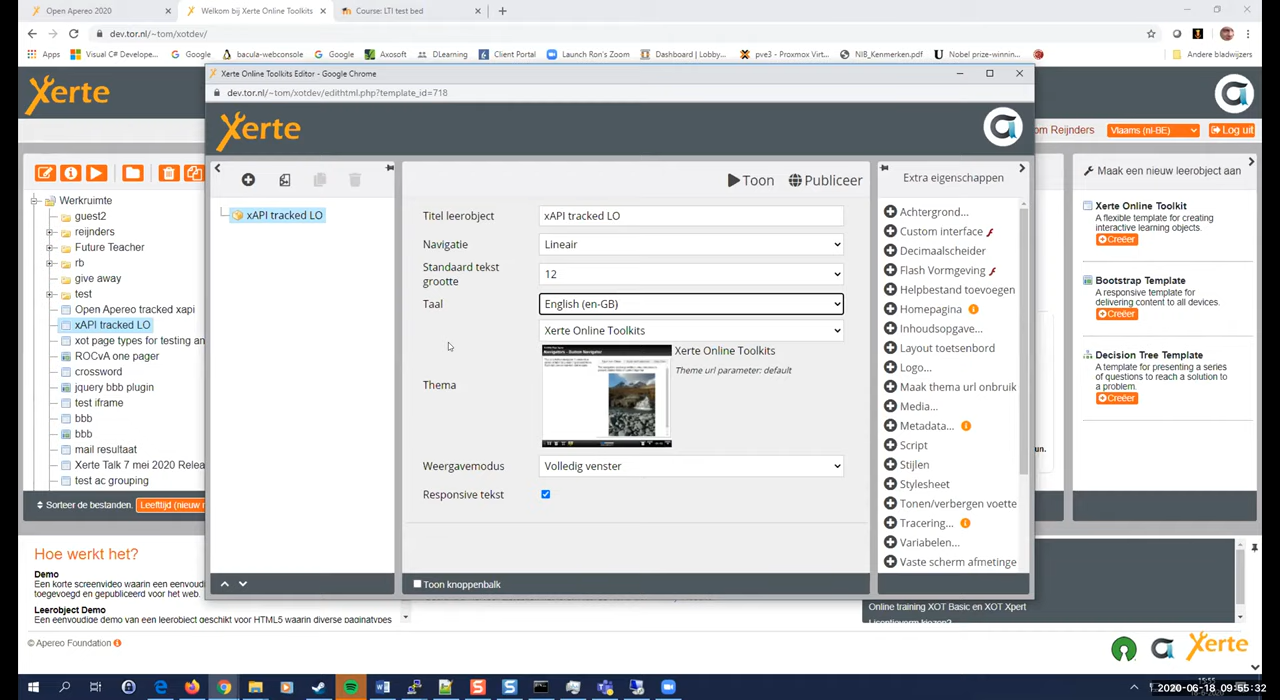 Open Apereo 2020
Welkom bij Xerte Online Toolkits
Course: LTI test bed
dev.tor.nl/~tom/xotdev/
Apps
Visual C# Develop...
Google
bacula-webconsole
Google
Axosoft
DLearning
Client Portal
Launch Ron's Zoom
Dashboard | Lobby...
pve3 - Proxmox Virt...
NIB_Kenmerken.pdf
Nobel prize-winnin...
Andere bladwijzers
Xerte Online Toolkits Editor - Google Chrome
dev.tor.nl/~tom/xotdev/edithtml.php?template_id=718
Xerte
Xerte
om Reijnders
Vlaams (nl-BE)
Log uit
Werkruimte
guest2
reijnders
Future Teacher
rb
give away
test
Open Apereo tracked xapi
xAPI tracked LO
xot page types for testing an
ROCvA one pager
crossword
jquery bbb plugin
test iframe
bbb
bbb
mail resultaat
Xerte Talk 7 mei 2020 Relea
test ac grouping
Sorteer de bestanden.
Leeftijd (nieuw n
xAPI tracked LO
Toon
Publiceer
Titel leerobject
xAPI tracked LO
Navigatie
Lineair
Standaard tekst
grootte
12
Taal
English (en-GB)
Xerte Online Toolkits
Thema
Xerte Online Toolkits
Theme url parameter: default
Weergavemodus
Volledig venster
Responsive tekst
Toon knoppenbalk
Extra eigenschappen
Achtergrond...
Custom interface
Decimaalscheider
Flash Vormgeving
Helpbestand toevoegen
Homepagina
Inhoudsopgave...
Layout toetsenbord
Logo...
Maak thema url onbruik
Media...
Metadata...
Script
Stijlen
Stylesheet
Tonen/verbergen voette
Tracering...
Variabelen...
Vaste scherm afmetinge
Maak een nieuw leerobject aan
Xerte Online Toolkit
A flexible template for creating
interactive learning objects.
Creëer
Bootstrap Template
A responsive template for
delivering content to all devices.
Creëer
Decision Tree Template
A template for presenting a series
of questions to reach a solution to
a problem.
Creëer
un.
Hoe werkt het?
Demo
Een korte screenvideo waarin een eenvoudi
toegevoegd en gepubliceerd voor het web.
Leerobject Demo
Een eenvoudige demo van een leerobject geschikt voor HTML5 waarin diverse paginatypes
Online training XOT Basic en XOT Xpert
© Apereo Foundation
Xerte
2020-06-18 09:55:32